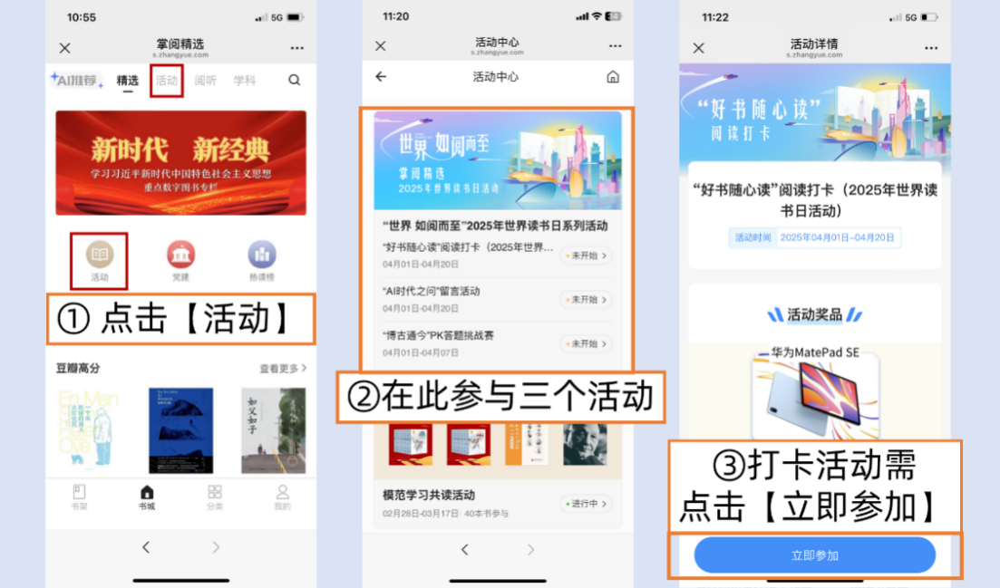 10:55
5G
掌阅精选
s.zhangyue.com
AI推荐
精选
活动
阅听
学科
新时代 新经典
学习习近平新时代中国特色社会主义思想
重点数字图书专栏
活动
党建
热读榜
① 点击【活动】
豆瓣高分
查看更多
En Man
Ove
如父如子
书架
书城
分类
我的
11:20
活动中心
s.zhangyue.com
活动中心
世界 如阅而至
掌阅精选
2025年世界读书日活动
“世界 如阅而至”2025年世界读书日系列活动
“好书随心读”阅读打卡（2025年世界...
04月01日-04月20日
未开始
“AI时代之问”留言活动
04月01日-04月20日
未开始
“博古通今”PK答题挑战赛
04月01日-04月07日
未开始
②在此参与三个活动
模范学习共读活动
02月28日-03月17日 40本书参与
进行中
11:22
5G
活动详情
s.zhangyue.com
“好书随心读”
阅读打卡
“好书随心读”阅读打卡（2025年世界读
书日活动）
活动时间 2025年04月01日-04月20日
活动奖品
华为MatePad SE
③打卡活动需
点击【立即参加】
立即参加